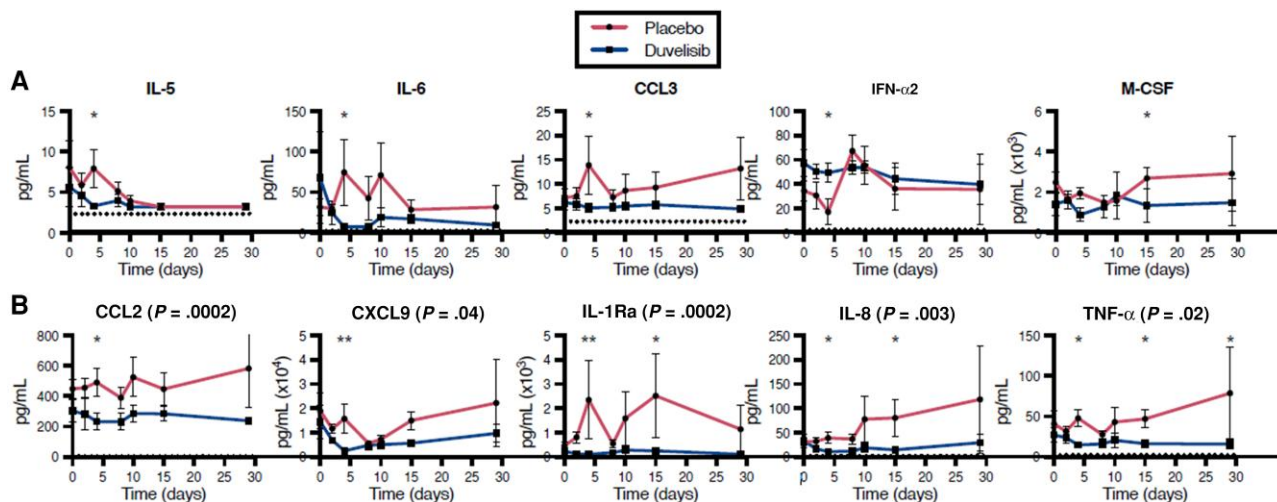 Placebo
Duvelisib
A
IL-5 IL-6 CCL3 IFN-α2 M-CSF
pg/mL pg/mL pg/mL pg/mL pg/mL (x10³)
15 10 5 0
150 100 50 0
25 20 15 10 5 0
100 80 60 40 20 0
6 4 2 0
* * * * *
0 5 10 15 20 25 30 0 5 10 15 20 25 30 0 5 10 15 20 25 30 0 5 10 15 20 25 30 0 5 10 15 20 25 30
Time (days) Time (days) Time (days) Time (days) Time (days)
B
CCL2 (P = .0002) CXCL9 (P = .04) IL-1Ra (P = .0002) IL-8 (P = .003) TNF-α (P = .02)
pg/mL pg/mL (x10⁴) pg/mL (x10³) pg/mL pg/mL
800 600 400 200 0
5 4 3 2 1 0
5 4 3 2 1 0
250 200 150 100 50 0
150 100 50 0
* ** ** * * * * * *
0 5 10 15 20 25 30 0 5 10 15 20 25 30 0 5 10 15 20 25 30 0 5 10 15 20 25 30 0 5 10 15 20 25 30
Time (days) Time (days) Time (days) Time (days) Time (days)